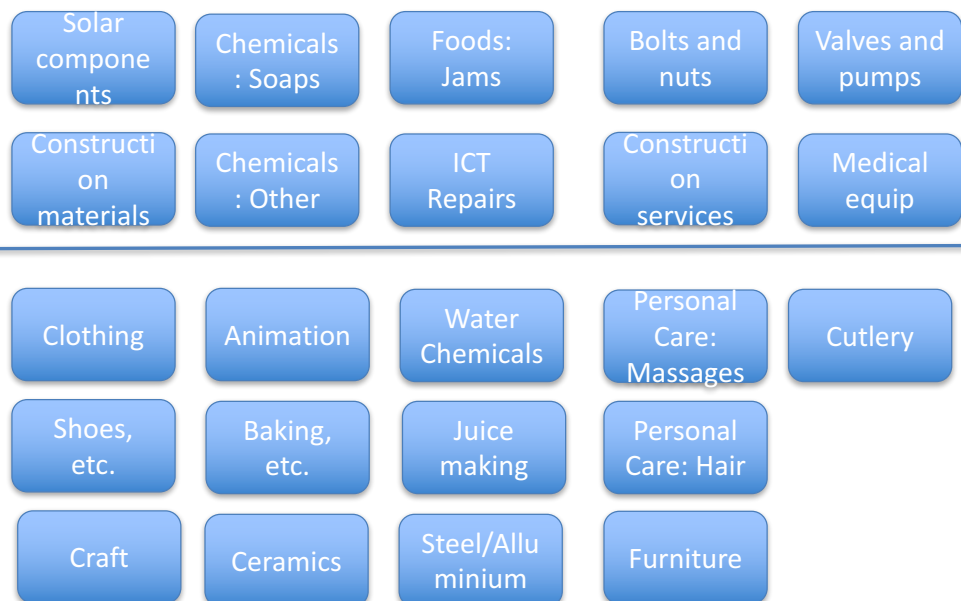 Solar
compone
nts
Chemicals
: Soaps
Foods:
Jams
Bolts and
nuts
Valves and
pumps
Constructi
on
materials
Chemicals
: Other
ICT
Repairs
Constructi
on
services
Medical
equip
Clothing
Animation
Water
Chemicals
Personal
Care:
Massages
Cutlery
Shoes,
etc.
Baking,
etc.
Juice
making
Personal
Care: Hair
Craft
Ceramics
Steel/Allu
minium
Furniture